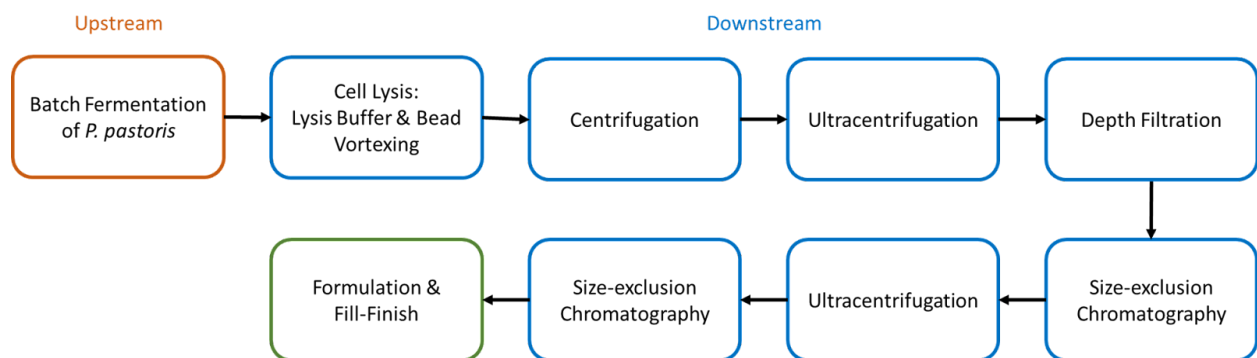 Upstream
Downstream
Batch Fermentation
of P. pastoris
Cell Lysis:
Lysis Buffer & Bead
Vortexing
Centrifugation
Ultracentrifugation
Depth Filtration
Size-exclusion
Chromatography
Ultracentrifugation
Size-exclusion
Chromatography
Formulation &
Fill-Finish